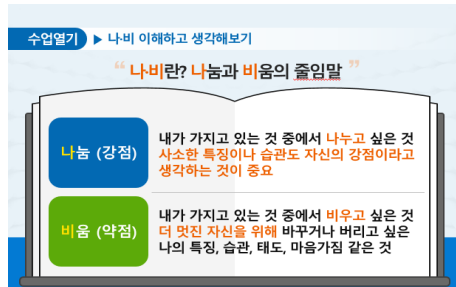 수업열기 ▶ 나·비 이해하고 생각해보기
“ 나·비란? 나눔과 비움의 줄임말 ”
나눔 (강점)
내가 가지고 있는 것 중에서 나누고 싶은 것
사소한 특징이나 습관도 자신의 강점이라고
생각하는 것이 중요
비움 (약점)
내가 가지고 있는 것 중에서 비우고 싶은 것
더 멋진 자신을 위해 바꾸거나 버리고 싶은
나의 특징, 습관, 태도, 마음가짐 같은 것